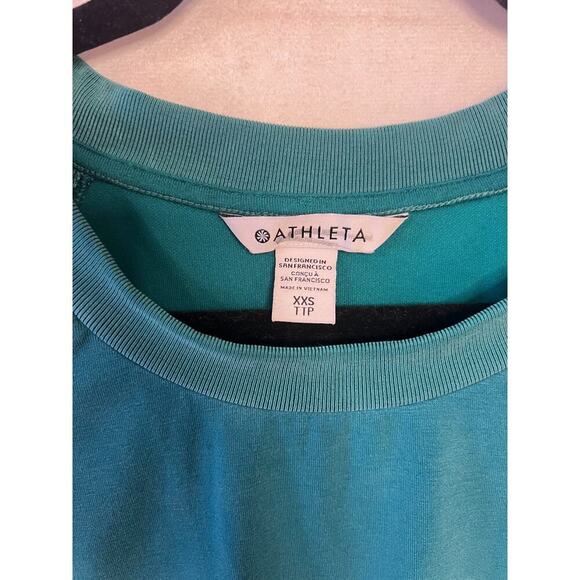 ATHLETA
DESIGNED IN
SAN FRANCISCO
CONÇU À
SAN FRANCISCO
MADE IN VIETNAM
XXS
TTP